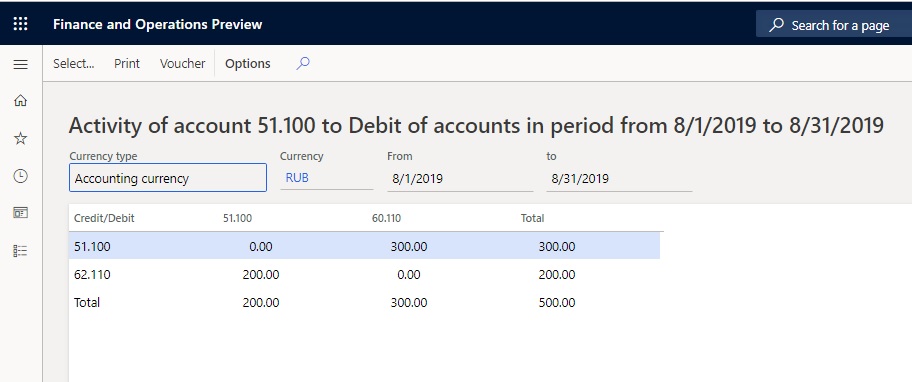 Finance and Operations Preview
Search for a page
Select... Print Voucher Options
Activity of account 51.100 to Debit of accounts in period from 8/1/2019 to 8/31/2019
Currency type Currency From to
Accounting currency RUB 8/1/2019 8/31/2019
Credit/Debit 51.100 60.110 Total
51.100 0.00 300.00 300.00
62.110 200.00 0.00 200.00
Total 200.00 300.00 500.00